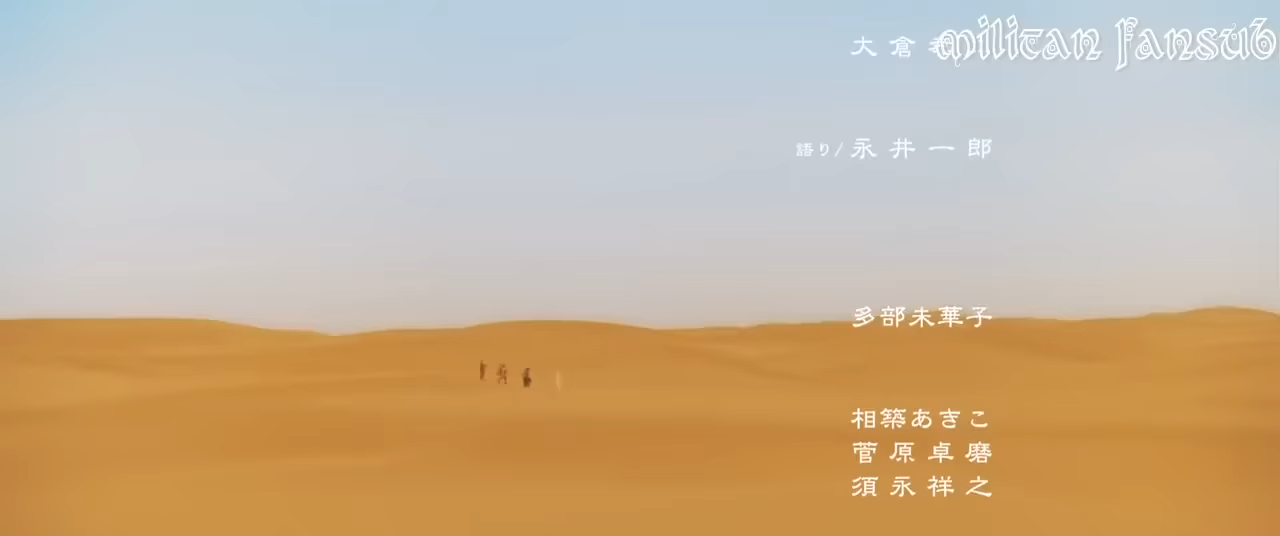 大倉
militan fansub
語り/永井一郎
多部未華子
相築あきこ
菅原卓磨
須永祥之